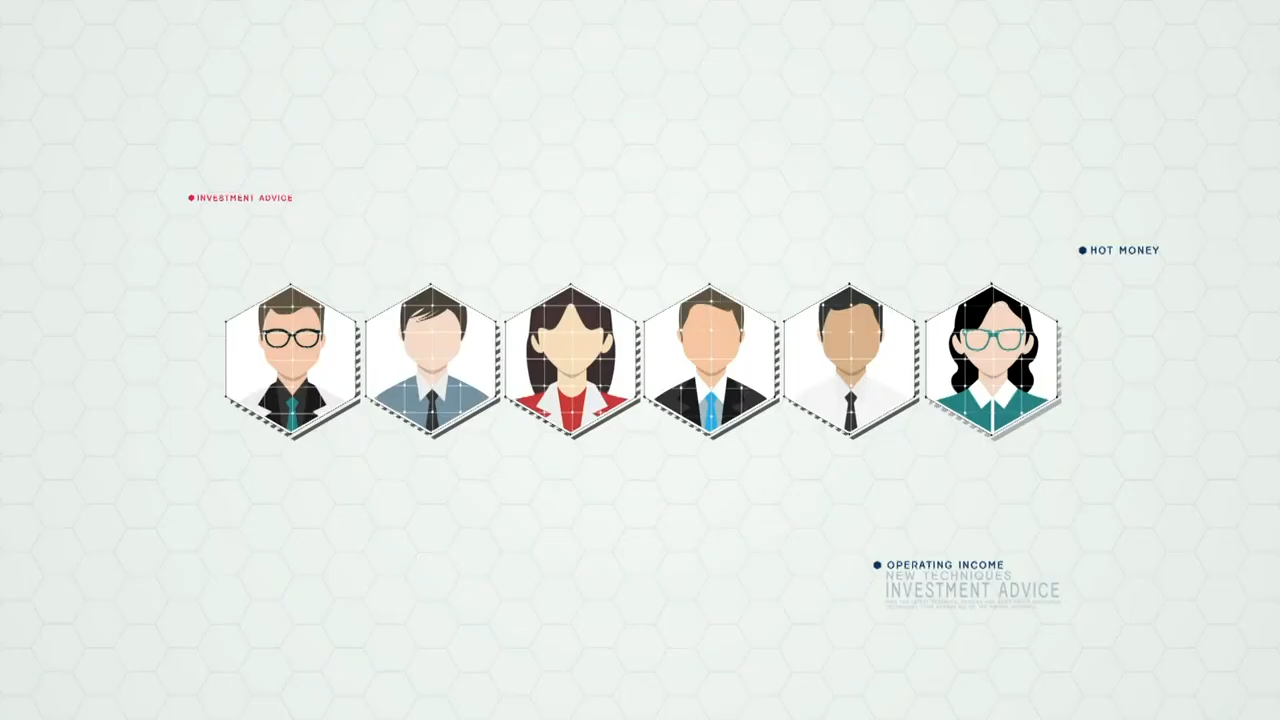 INVESTMENT ADVICE
HOT MONEY
OPERATING INCOME
NEW TECHNIQUES
INVESTMENT ADVICE